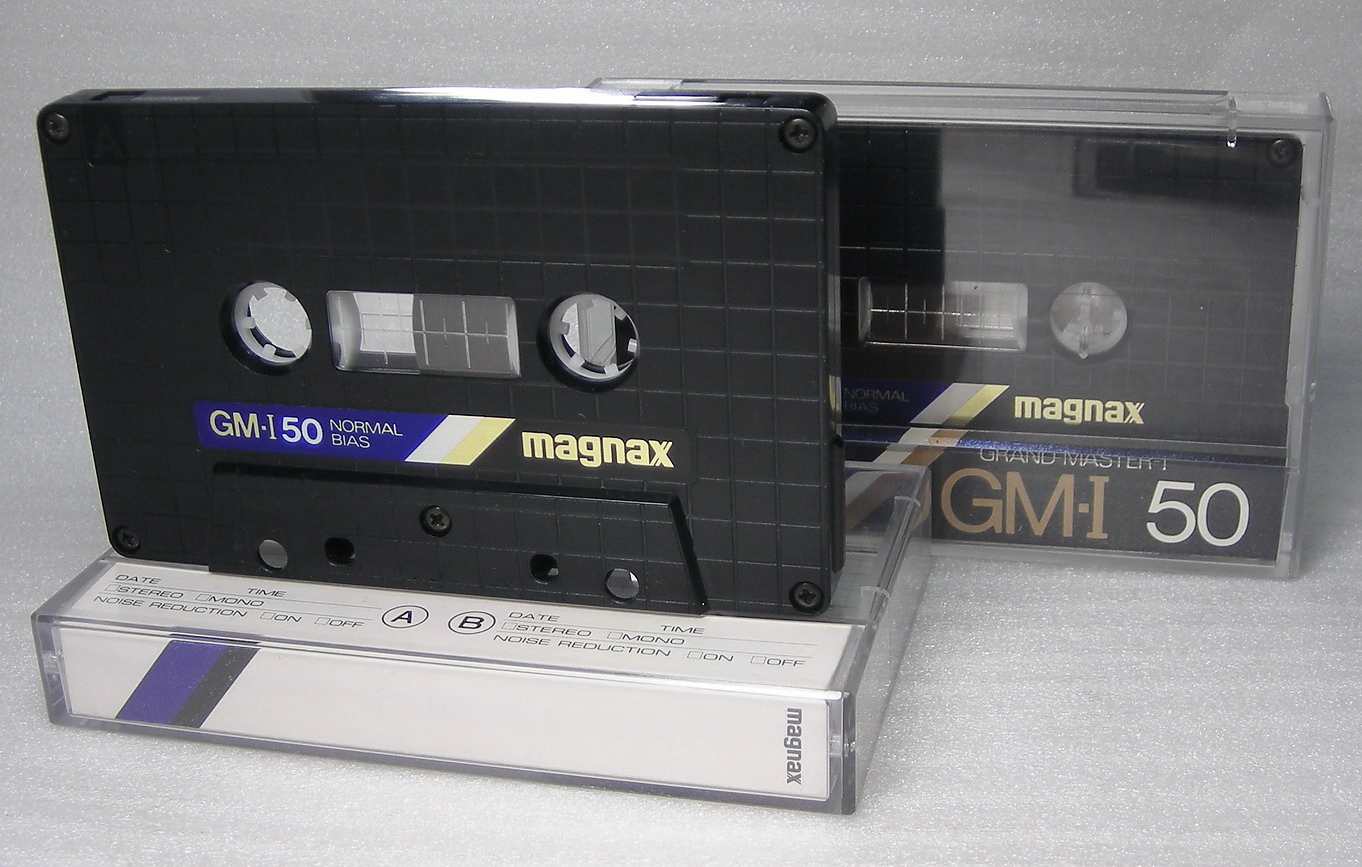 A
GM·I 50 NORMAL BIAS
magnax
NORMAL
BIAS
magnax
GRAND MASTER-I
GM·I 50
DATE TIME
□STEREO □MONO
NOISE REDUCTION □ON □OFF
A
B
DATE TIME
□STEREO □MONO
NOISE REDUCTION □ON □OFF
magnax